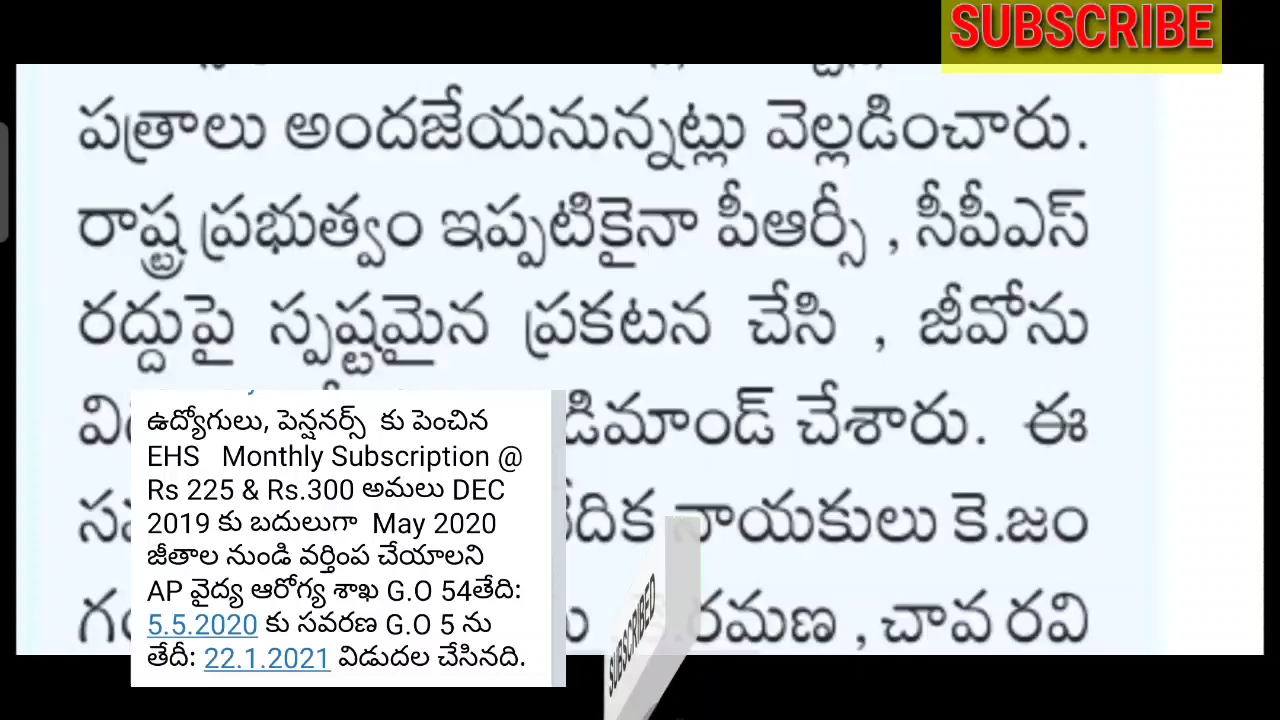 SUBSCRIBE
పత్రాలు అందజేయనున్నట్లు వెల్లడించారు.
రాష్ట్ర ప్రభుత్వం ఇప్పటికైనా పీఆర్సీ , సీపీఎస్
రద్దుపై స్పష్టమైన ప్రకటన చేసి , జీవోను
డిమాండ్ చేశారు. ఈ
నాయకులు కె.జం
రమణ , చావ రవి
ఉద్యోగులు, పెన్షనర్స్ కు పెంచిన
EHS Monthly Subscription @
Rs 225 & Rs.300 అమలు DEC
2019 కు బదులుగా May 2020
జీతాల నుండి వర్తింప చేయాలని
AP వైద్య ఆరోగ్య శాఖ G.O 54తేది:
5.5.2020 కు సవరణ G.O 5 ను
తేదీ: 22.1.2021 విడుదల చేసినది.
SUBSCRIBED